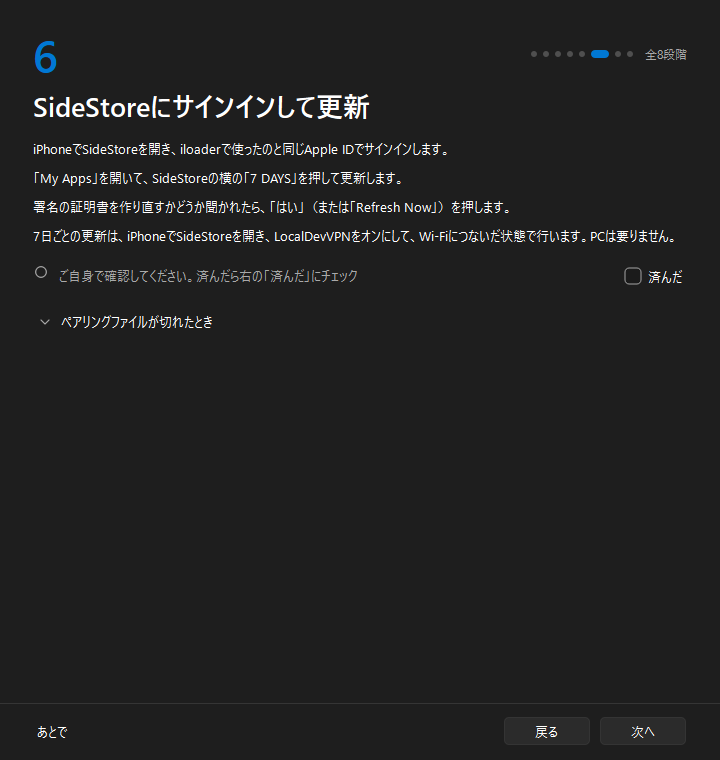 6
全8段階
SideStoreにサインインして更新
iPhoneでSideStoreを開き、iloaderで使ったのと同じApple IDでサインインします。
「My Apps」を開いて、SideStoreの横の「7 DAYS」を押して更新します。
署名の証明書を作り直すかどうか聞かれたら、「はい」（または「Refresh Now」）を押します。
7日ごとの更新は、iPhoneでSideStoreを開き、LocalDevVPNをオンにして、Wi-Fiにつないだ状態で行います。PCは要りません。
ご自身で確認してください。済んだら右の「済んだ」にチェック
済んだ
ペアリングファイルが切れたとき
あとで
戻る
次へ